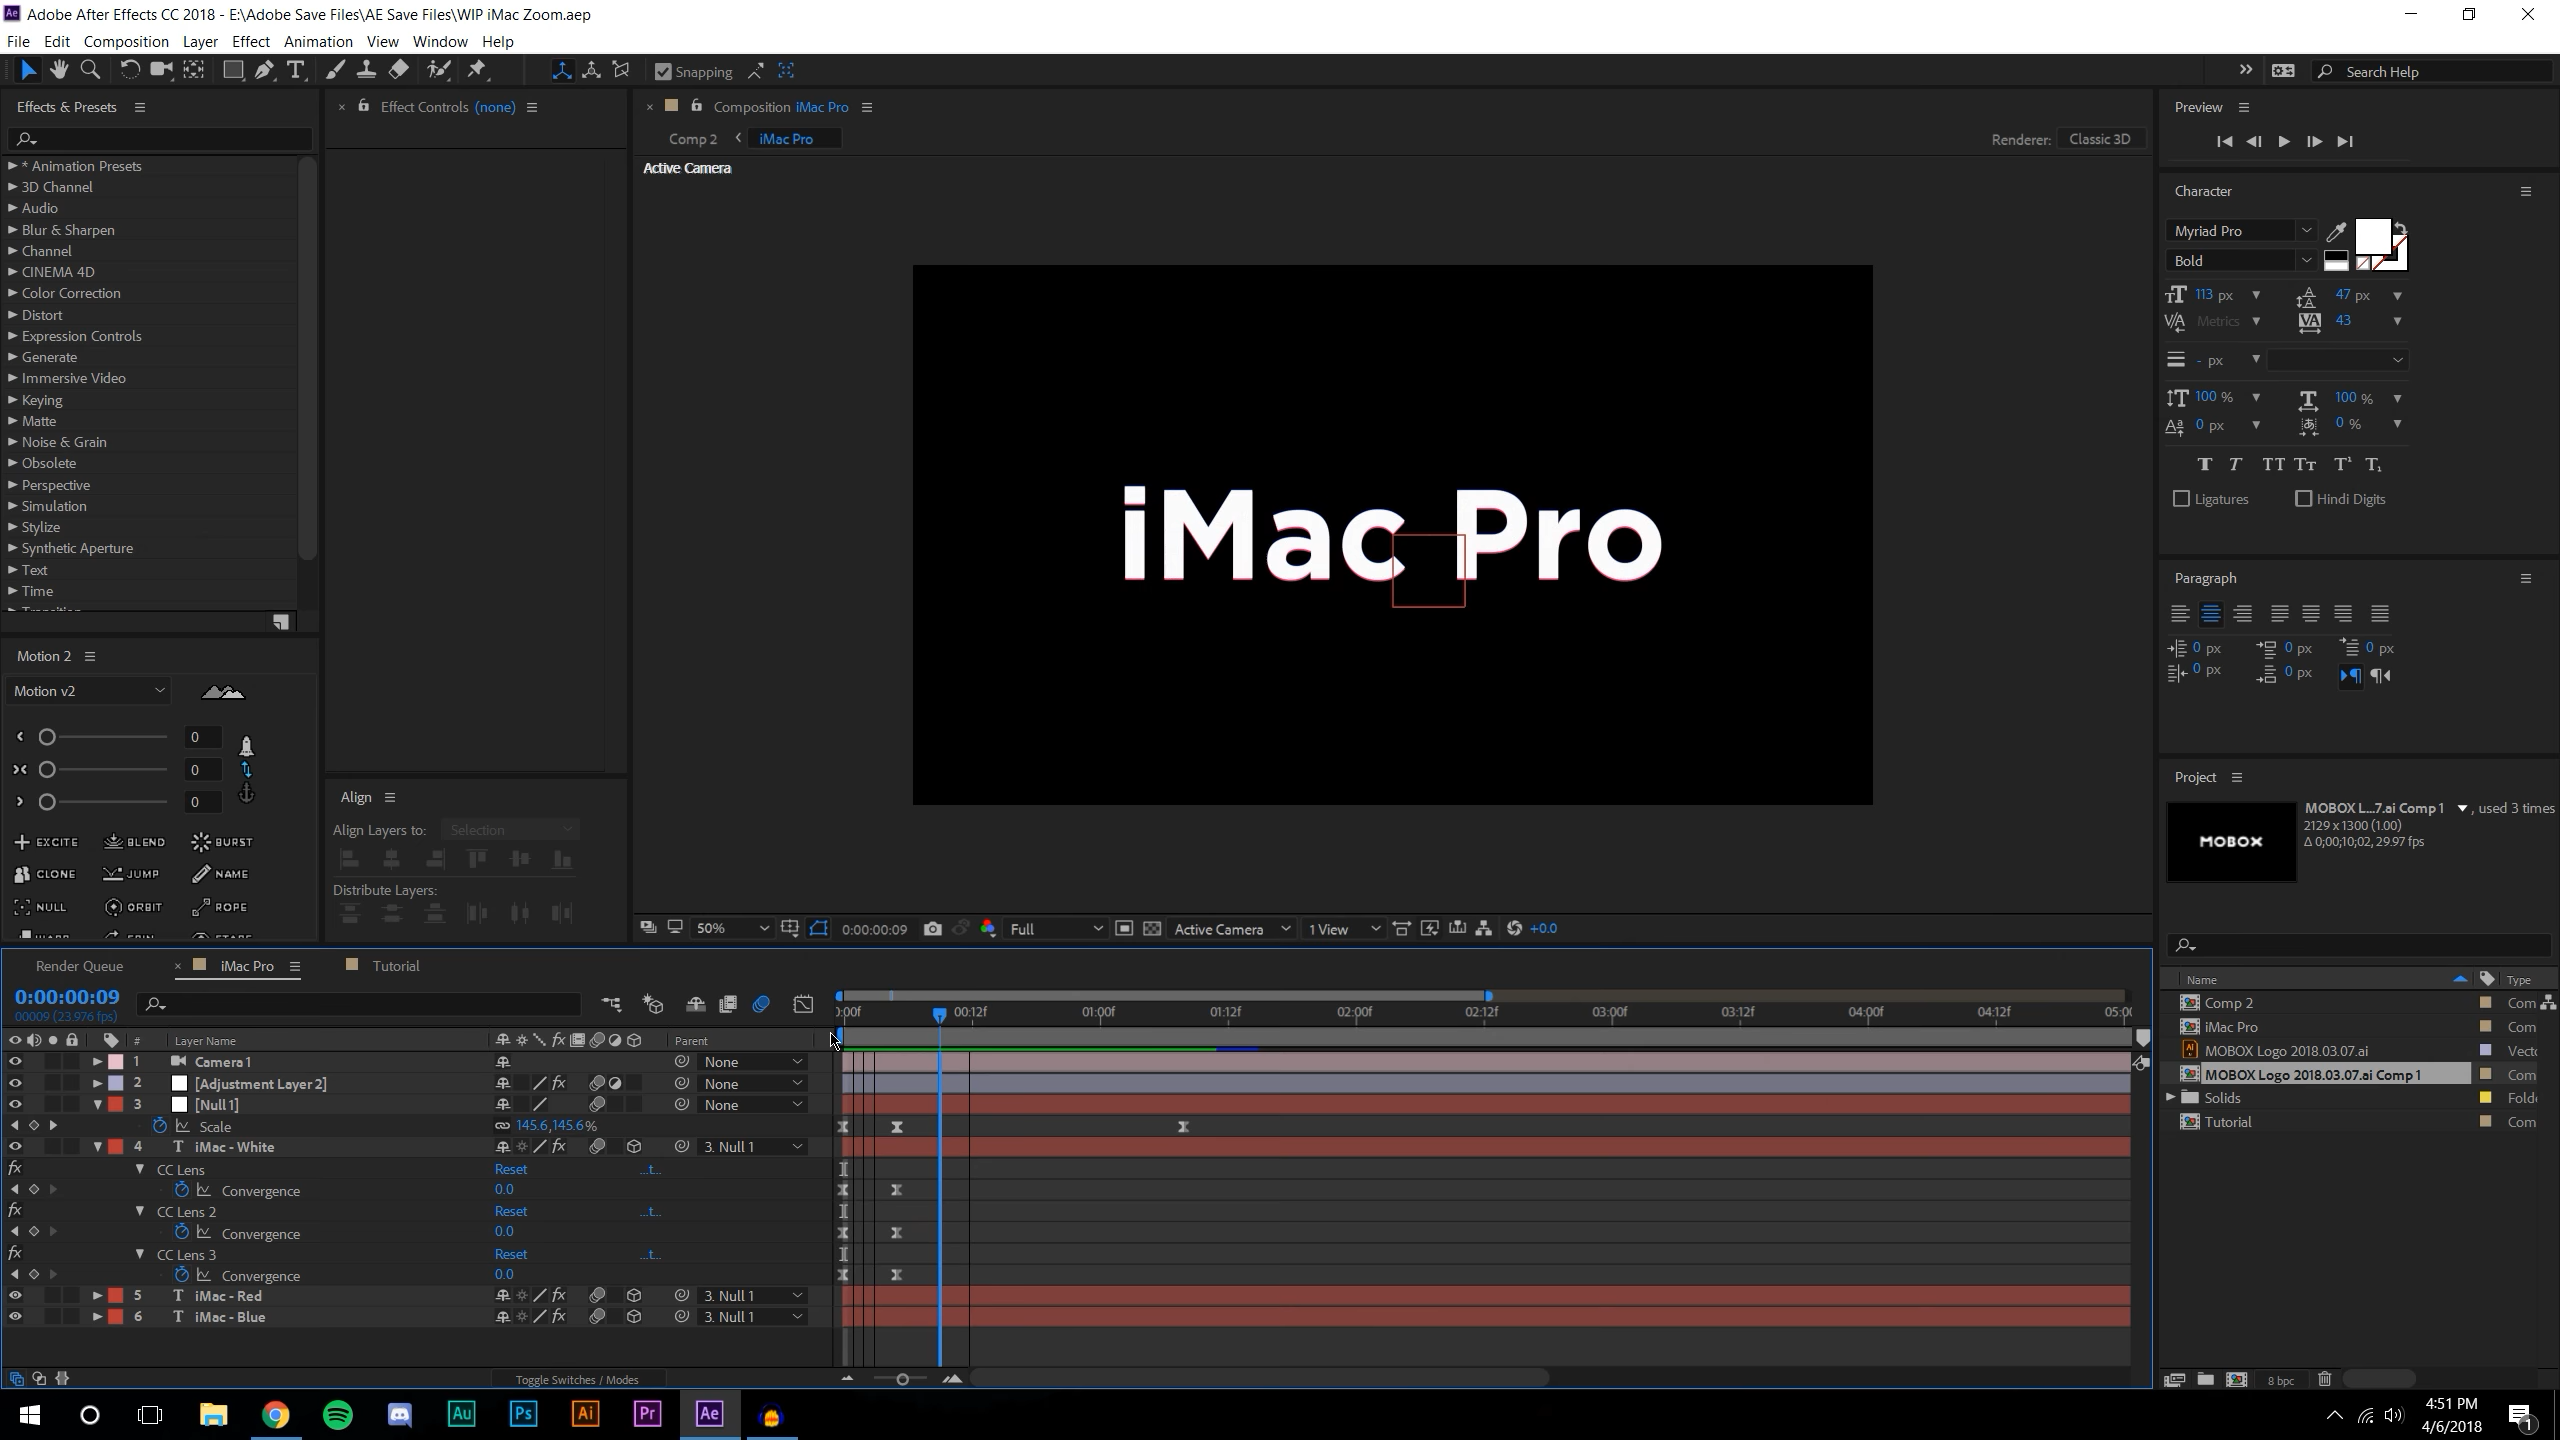 Adobe After Effects CC 2018 - E:\Adobe Save Files\AE Save Files\WIP iMac Zoom.aep
File Edit Composition Layer Effect Animation View Window Help
Snapping
Search Help
Effects & Presets
* Animation Presets
3D Channel
Audio
Blur & Sharpen
Channel
CINEMA 4D
Color Correction
Distort
Expression Controls
Generate
Immersive Video
Keying
Matte
Noise & Grain
Obsolete
Perspective
Simulation
Stylize
Synthetic Aperture
Text
Time
Motion 2
Motion v2
0
0
0
EXCITE BLEND BURST
CLONE JUMP NAME
NULL ORBIT ROPE
Effect Controls (none)
Align
Align Layers to: Selection
Distribute Layers:
Composition iMac Pro
Comp 2 iMac Pro
Renderer: Classic 3D
Active Camera
iMac Pro
50% 0:00:00:09 Full Active Camera 1 View +0.0
Preview
Character
Myriad Pro
Bold
113 px 47 px
Metrics 43
- px
100 % 100 %
0 px 0 %
Ligatures Hindi Digits
Paragraph
0 px 0 px 0 px
0 px 0 px
Project
MOBOX
MOBOX L...7.ai Comp 1 , used 3 times
2129 x 1300 (1.00)
Δ 0;00;10;02, 29.97 fps
Name Type
Comp 2 Com
iMac Pro Com
MOBOX Logo 2018.03.07.ai Vect
MOBOX Logo 2018.03.07.ai Comp 1 Com
Solids Fold
Tutorial Com
8 bpc
Render Queue iMac Pro Tutorial
0:00:00:09
00009 (23.976 fps)
0:00f 00:12f 01:00f 01:12f 02:00f 02:12f 03:00f 03:12f 04:00f 04:12f 05:0
# Layer Name Parent
1 Camera 1 None
2 [Adjustment Layer 2] None
3 [Null 1] None
Scale 145.6,145.6%
4 iMac - White 3. Null 1
CC Lens Reset ...t...
Convergence 0.0
CC Lens 2 Reset ...t...
Convergence 0.0
CC Lens 3 Reset ...t...
Convergence 0.0
5 iMac - Red 3. Null 1
6 iMac - Blue 3. Null 1
Toggle Switches / Modes
Au Ps Ai Pr Ae
4:51 PM
4/6/2018
1